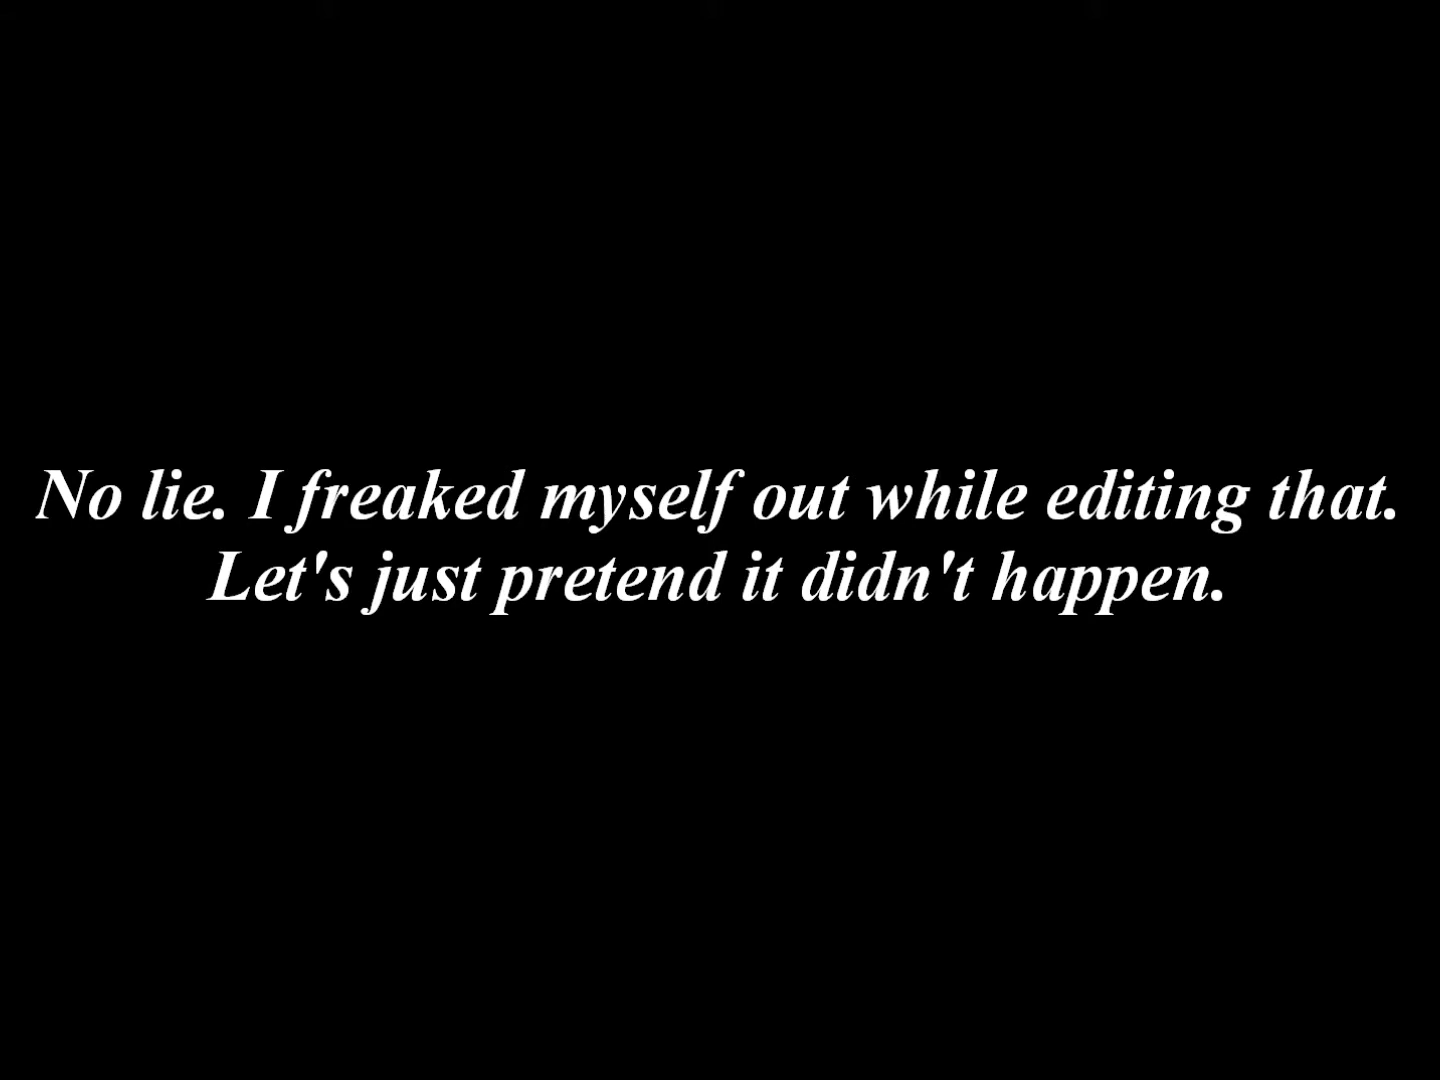 No lie. I freaked myself out while editing that.
Let's just pretend it didn't happen.